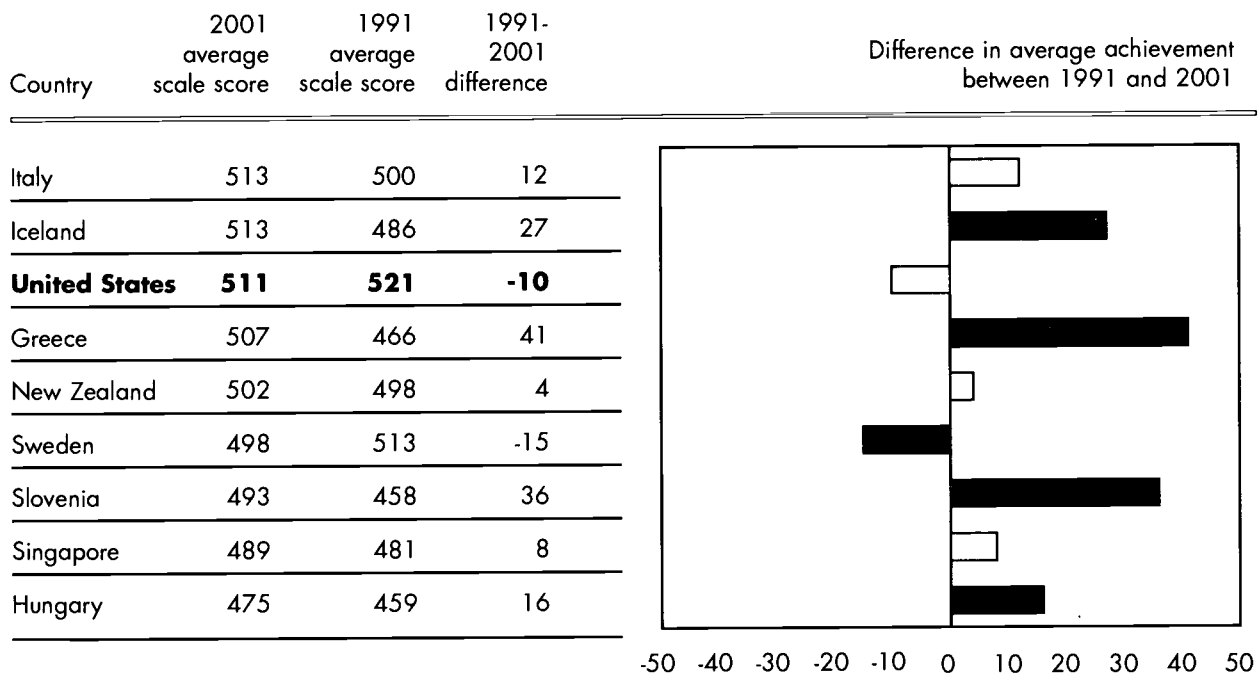 2001 1991 1991-
average average 2001 Difference in average achievement
Country scale score scale score difference between 1991 and 2001
Italy 513 500 12
Iceland 513 486 27
United States 511 521 -10
Greece 507 466 41
New Zealand 502 498 4
Sweden 498 513 -15
Slovenia 493 458 36
Singapore 489 481 8
Hungary 475 459 16
-50 -40 -30 -20 -10 0 10 20 30 40 50